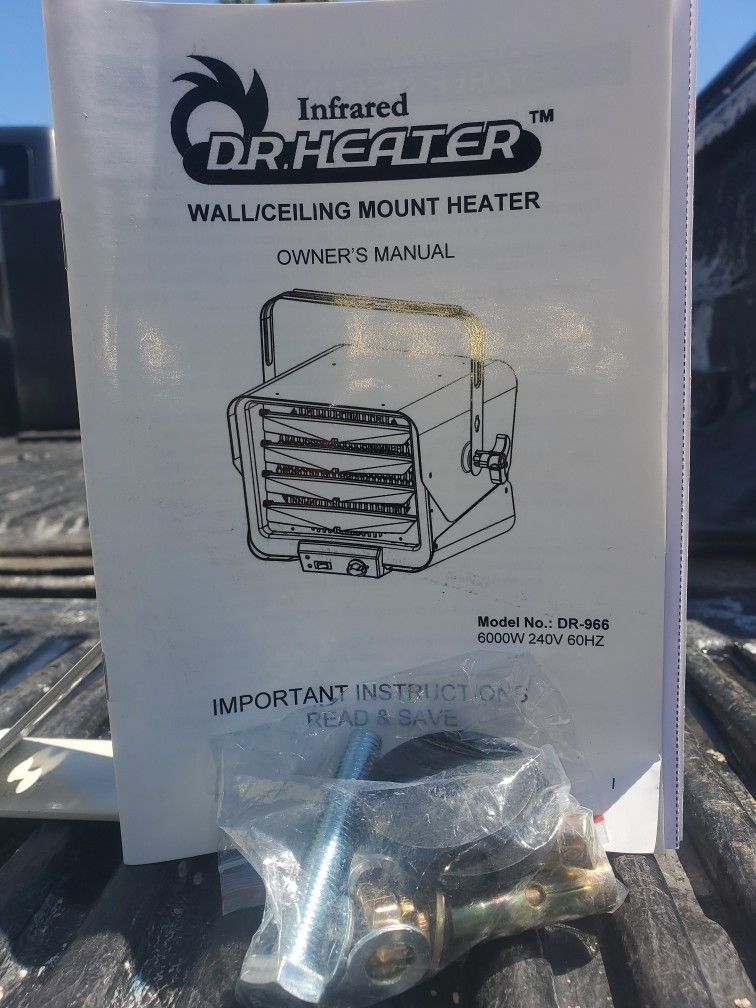 Infrared
DR.HEATER™
WALL/CEILING MOUNT HEATER
OWNER'S MANUAL
Model No.: DR-966
6000W 240V 60HZ
IMPORTANT INSTRUCTIONS
READ & SAVE
I